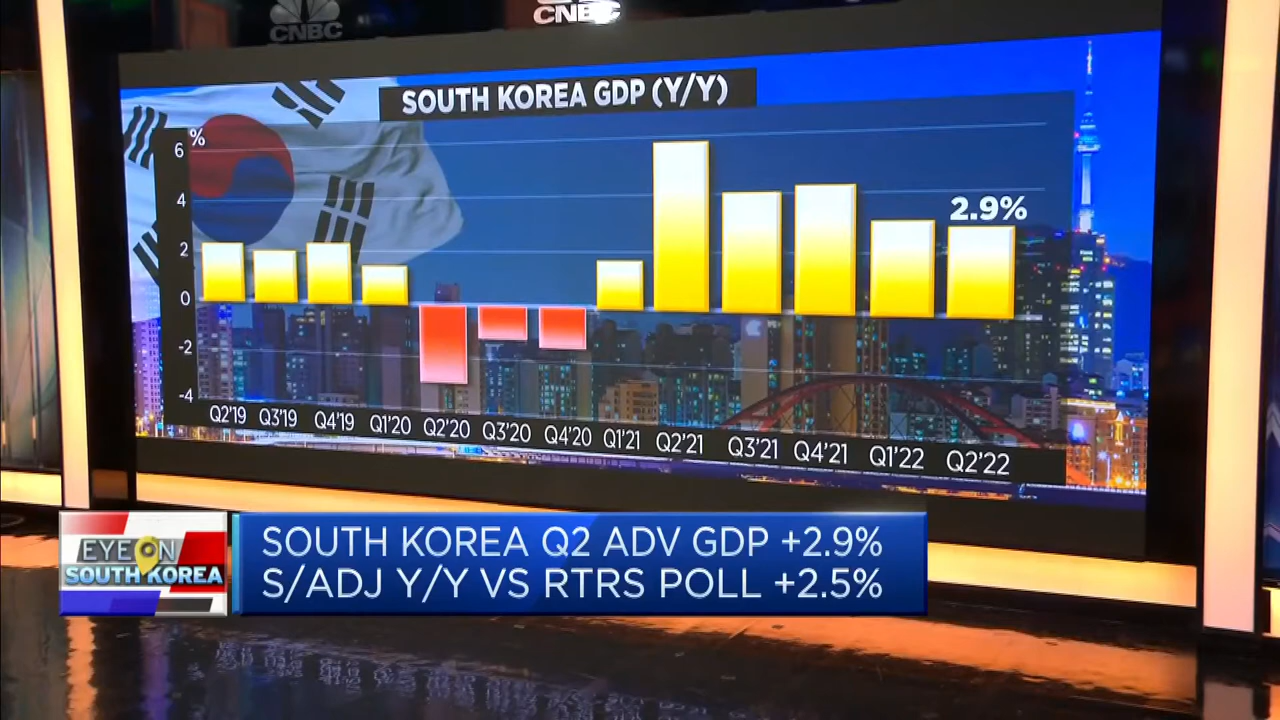 CNBC
CNBC
SOUTH KOREA GDP (Y/Y)
%
6
4
2
0
-2
-4
2.9%
Q2'19 Q3'19 Q4'19 Q1'20 Q2'20 Q3'20 Q4'20 Q1'21 Q2'21 Q3'21 Q4'21 Q1'22 Q2'22
EYE ON
SOUTH KOREA
SOUTH KOREA Q2 ADV GDP +2.9%
S/ADJ Y/Y VS RTRS POLL +2.5%